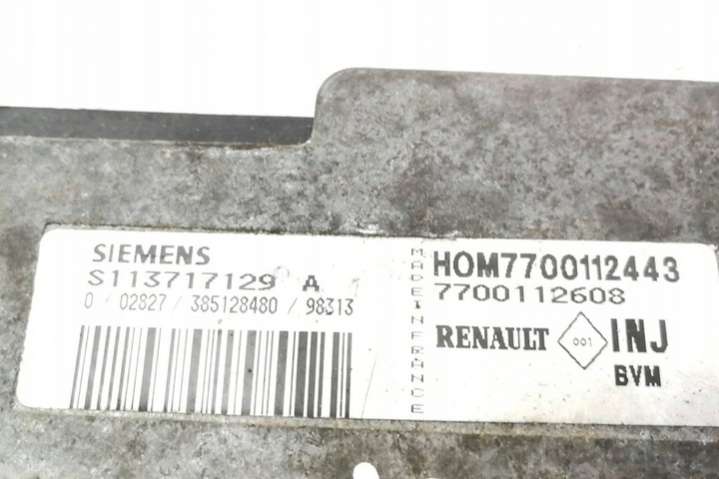 SIEMENS
S113717129 A
0 / 02827 / 385128480 / 98313
MADE IN FRANCE
HOM7700112443
7700112608
RENAULT 001 INJ
BVM